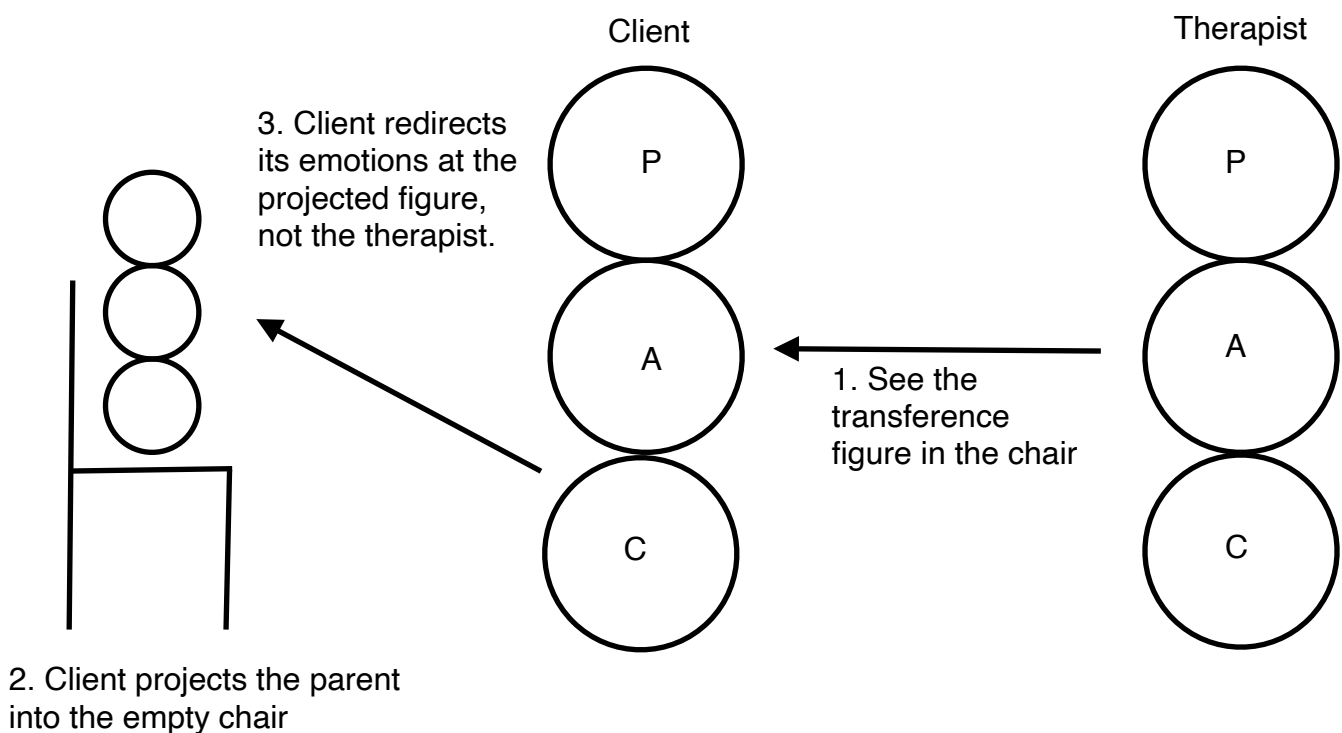 Client
Therapist
3. Client redirects
its emotions at the
projected figure,
not the therapist.
P
P
A
A
1. See the
transference
figure in the chair
C
C
2. Client projects the parent
into the empty chair